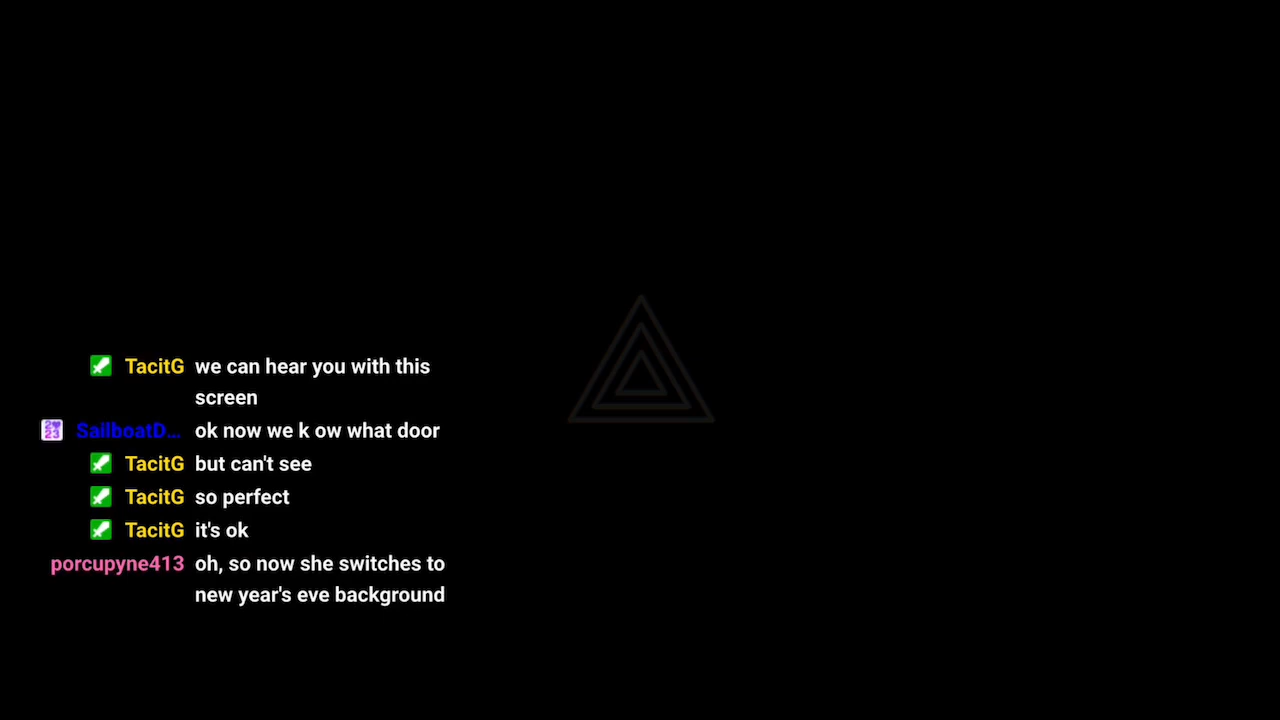 TacitG we can hear you with this
screen
SailboatD... ok now we k ow what door
TacitG but can't see
TacitG so perfect
TacitG it's ok
porcupyne413 oh, so now she switches to
new year's eve background